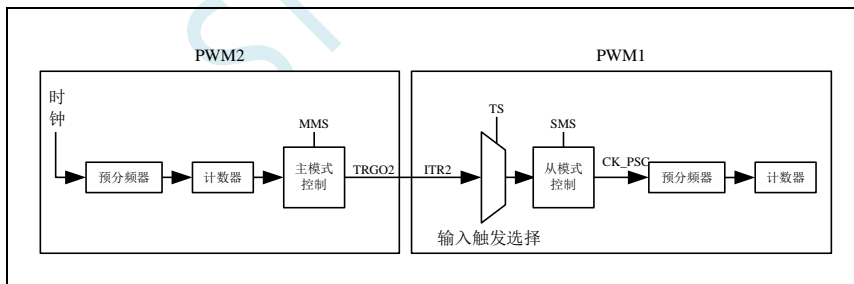 PWM2
PWM1
时
钟
MMS
TS
SMS
预分频器
计数器
主模式
控制
TRGO2
ITR2
从模式
控制
CK_PSC
预分频器
计数器
输入触发选择